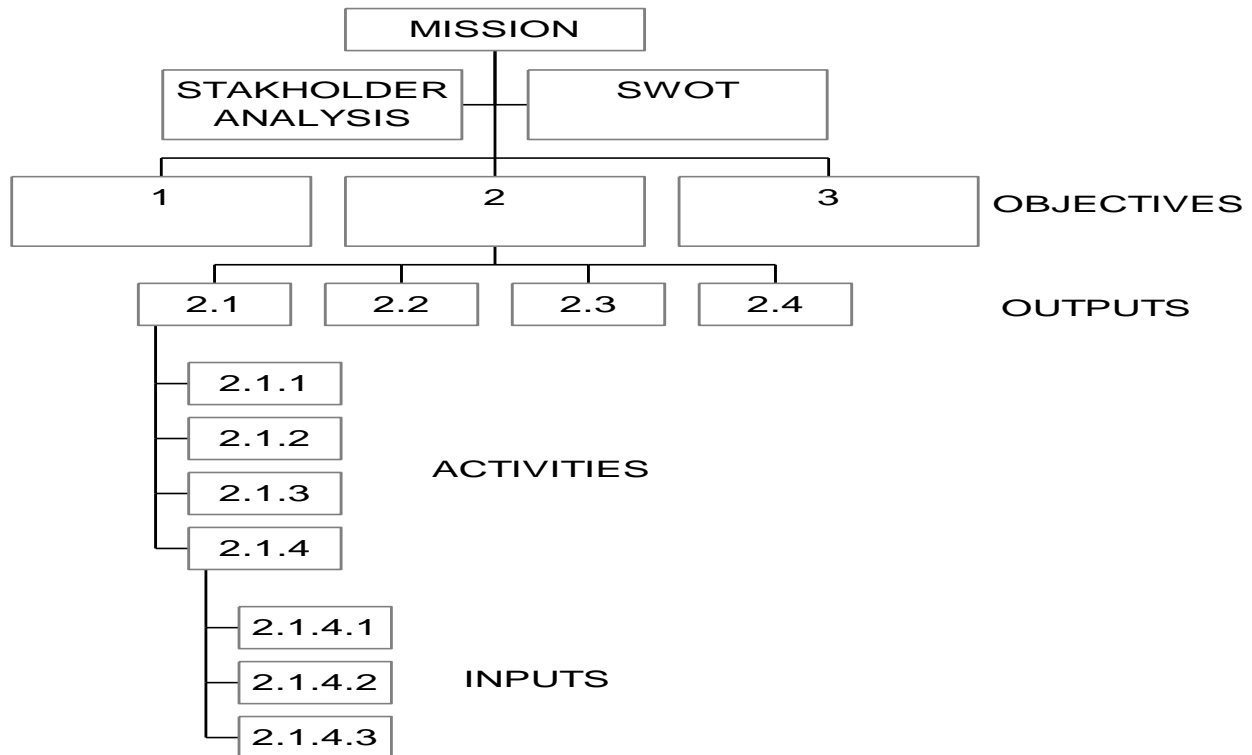 MISSION
STAKHOLDER
ANALYSIS
SWOT
1
2
3
OBJECTIVES
2.1
2.2
2.3
2.4
OUTPUTS
2.1.1
2.1.2
2.1.3
2.1.4
ACTIVITIES
2.1.4.1
2.1.4.2
2.1.4.3
INPUTS